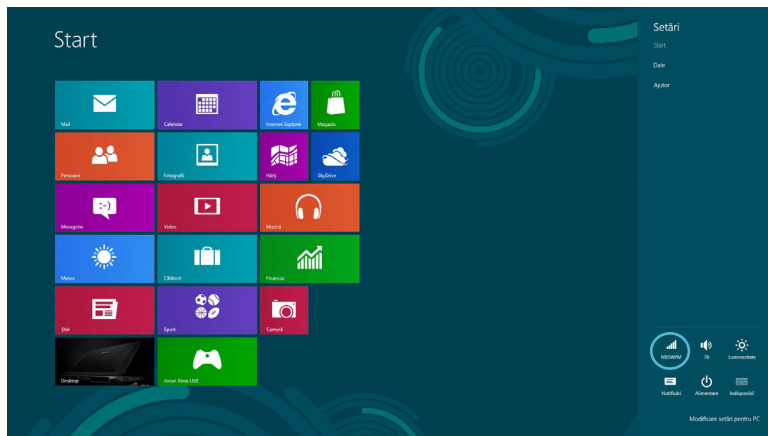 Start
Mail
Calendar
Internet Explorer
Magazin
Persoane
Fotografii
Hărți
SkyDrive
Mesagerie
Video
Muzică
Meteo
Călătorii
Financiar
Știri
Sport
Cameră
Desktop
Jocuri Xbox LIVE
Setări
Start
Dale
Ajutor
NB5WPM
76
Luminozitate
Notificări
Alimentare
Indisponibil
Modificare setări pentru PC